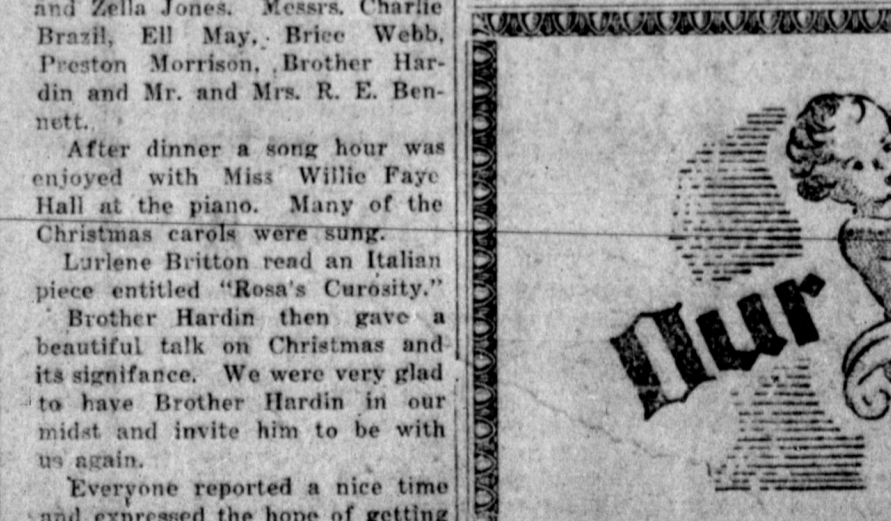 and Zella Jones. Messrs. Charlie
Brazil, Ell May, Brice Webb,
Preston Morrison, Brother Har-
din and Mr. and Mrs. R. E. Ben-
nett.
After dinner a song hour was
enjoyed with Miss Willie Faye
Hall at the piano. Many of the
Christmas carols were sung.
Lurlene Britton read an Italian
piece entitled "Rosa's Curosity."
Brother Hardin then gave a
beautiful talk on Christmas and
its signifance. We were very glad
to have Brother Hardin in our
midst and invite him to be with
us again.
Everyone reported a nice time
and expressed the hope of getting
Our